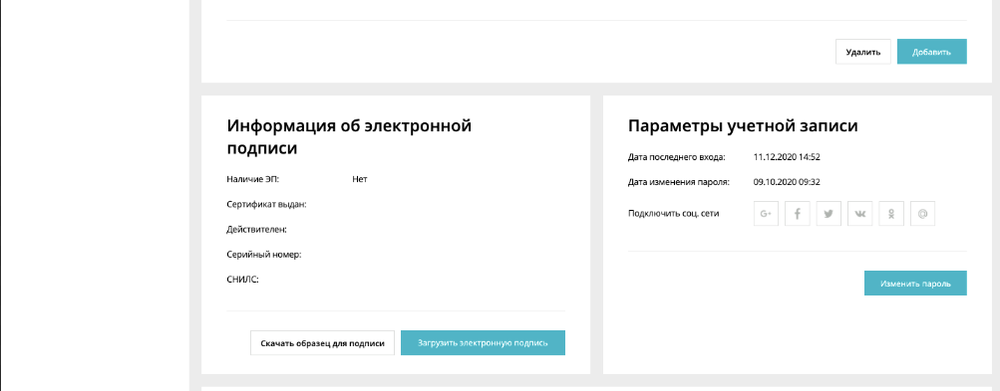 Удалить
Добавить
Информация об электронной
подписи
Наличие ЭП: Нет
Сертификат выдан:
Действителен:
Серийный номер:
СНИЛС:
Скачать образец для подписи
Загрузить электронную подпись
Параметры учетной записи
Дата последнего входа: 11.12.2020 14:52
Дата изменения пароля: 09.10.2020 09:32
Подключить соц. сети
Изменить пароль